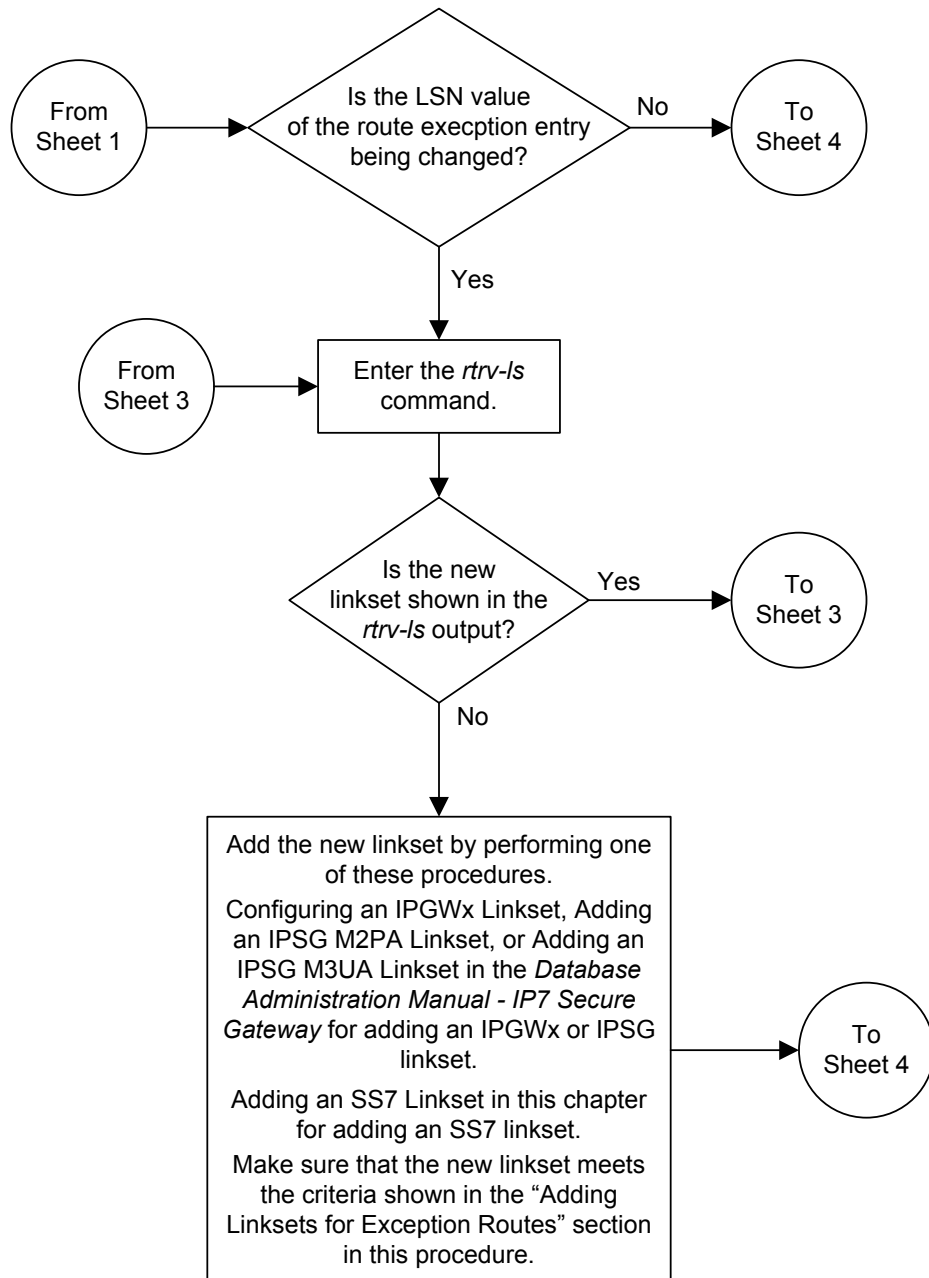 From
Sheet 1
Is the LSN value
of the route execption entry
being changed?
No
To
Sheet 4
Yes
From
Sheet 3
Enter the rtrv-ls
command.
Is the new
linkset shown in the
rtrv-ls output?
Yes
To
Sheet 3
No
Add the new linkset by performing one
of these procedures.
Configuring an IPGWx Linkset, Adding
an IPSG M2PA Linkset, or Adding an
IPSG M3UA Linkset in the Database
Administration Manual - IP7 Secure
Gateway for adding an IPGWx or IPSG
linkset.
Adding an SS7 Linkset in this chapter
for adding an SS7 linkset.
Make sure that the new linkset meets
the criteria shown in the “Adding
Linksets for Exception Routes” section
in this procedure.
To
Sheet 4